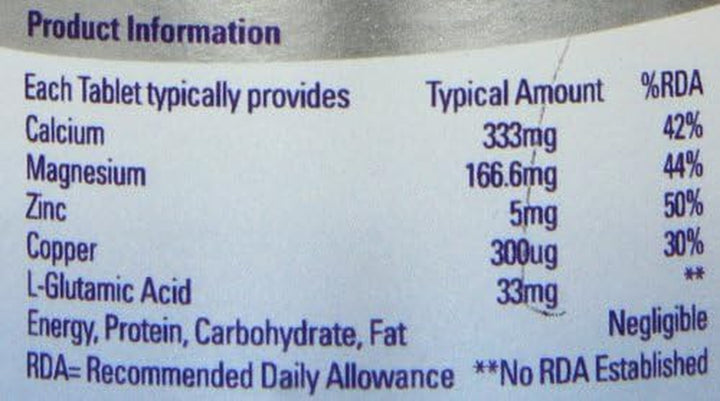 Product Information
Each Tablet typically provides Typical Amount %RDA
Calcium 333mg 42%
Magnesium 166.6mg 44%
Zinc 5mg 50%
Copper 300ug 30%
L-Glutamic Acid 33mg **
Energy, Protein, Carbohydrate, Fat Negligible
RDA= Recommended Daily Allowance **No RDA Established